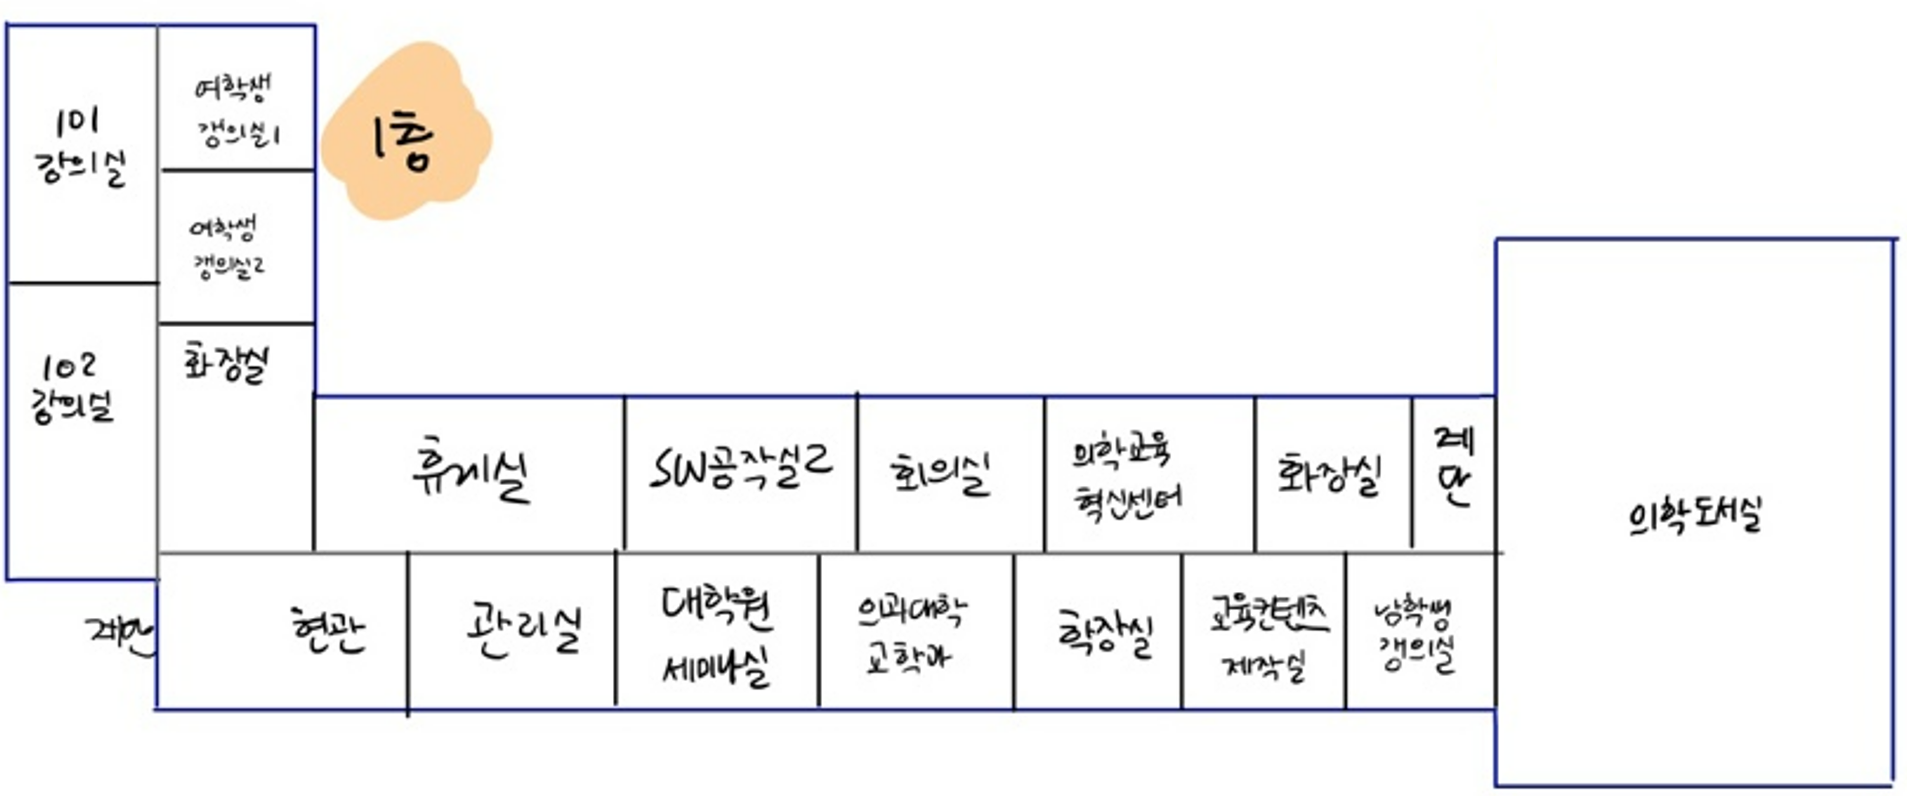 101
강의실
여학생
갱의실1
1층
여학생
갱의실2
102
강의실
화장실
휴게실
SW공작실2
회의실
의학교육
혁신센터
화장실
계
단
의학도서실
계단
현관
관리실
대학원
세미나실
의과대학
교학과
학장실
교육컨텐츠
제작실
남학생
갱의실